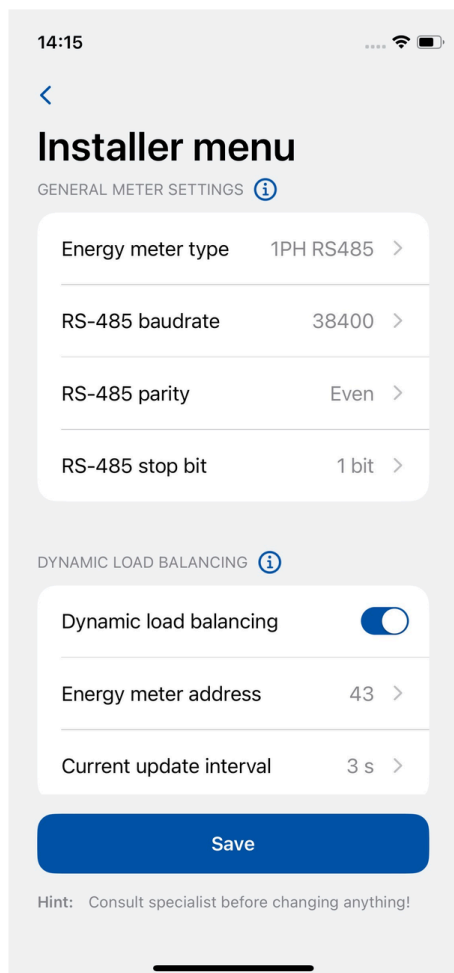 14:15
Installer menu
GENERAL METER SETTINGS
Energy meter type 1PH RS485
RS-485 baudrate 38400
RS-485 parity Even
RS-485 stop bit 1 bit
DYNAMIC LOAD BALANCING
Dynamic load balancing
Energy meter address 43
Current update interval 3 s
Save
Hint: Consult specialist before changing anything!